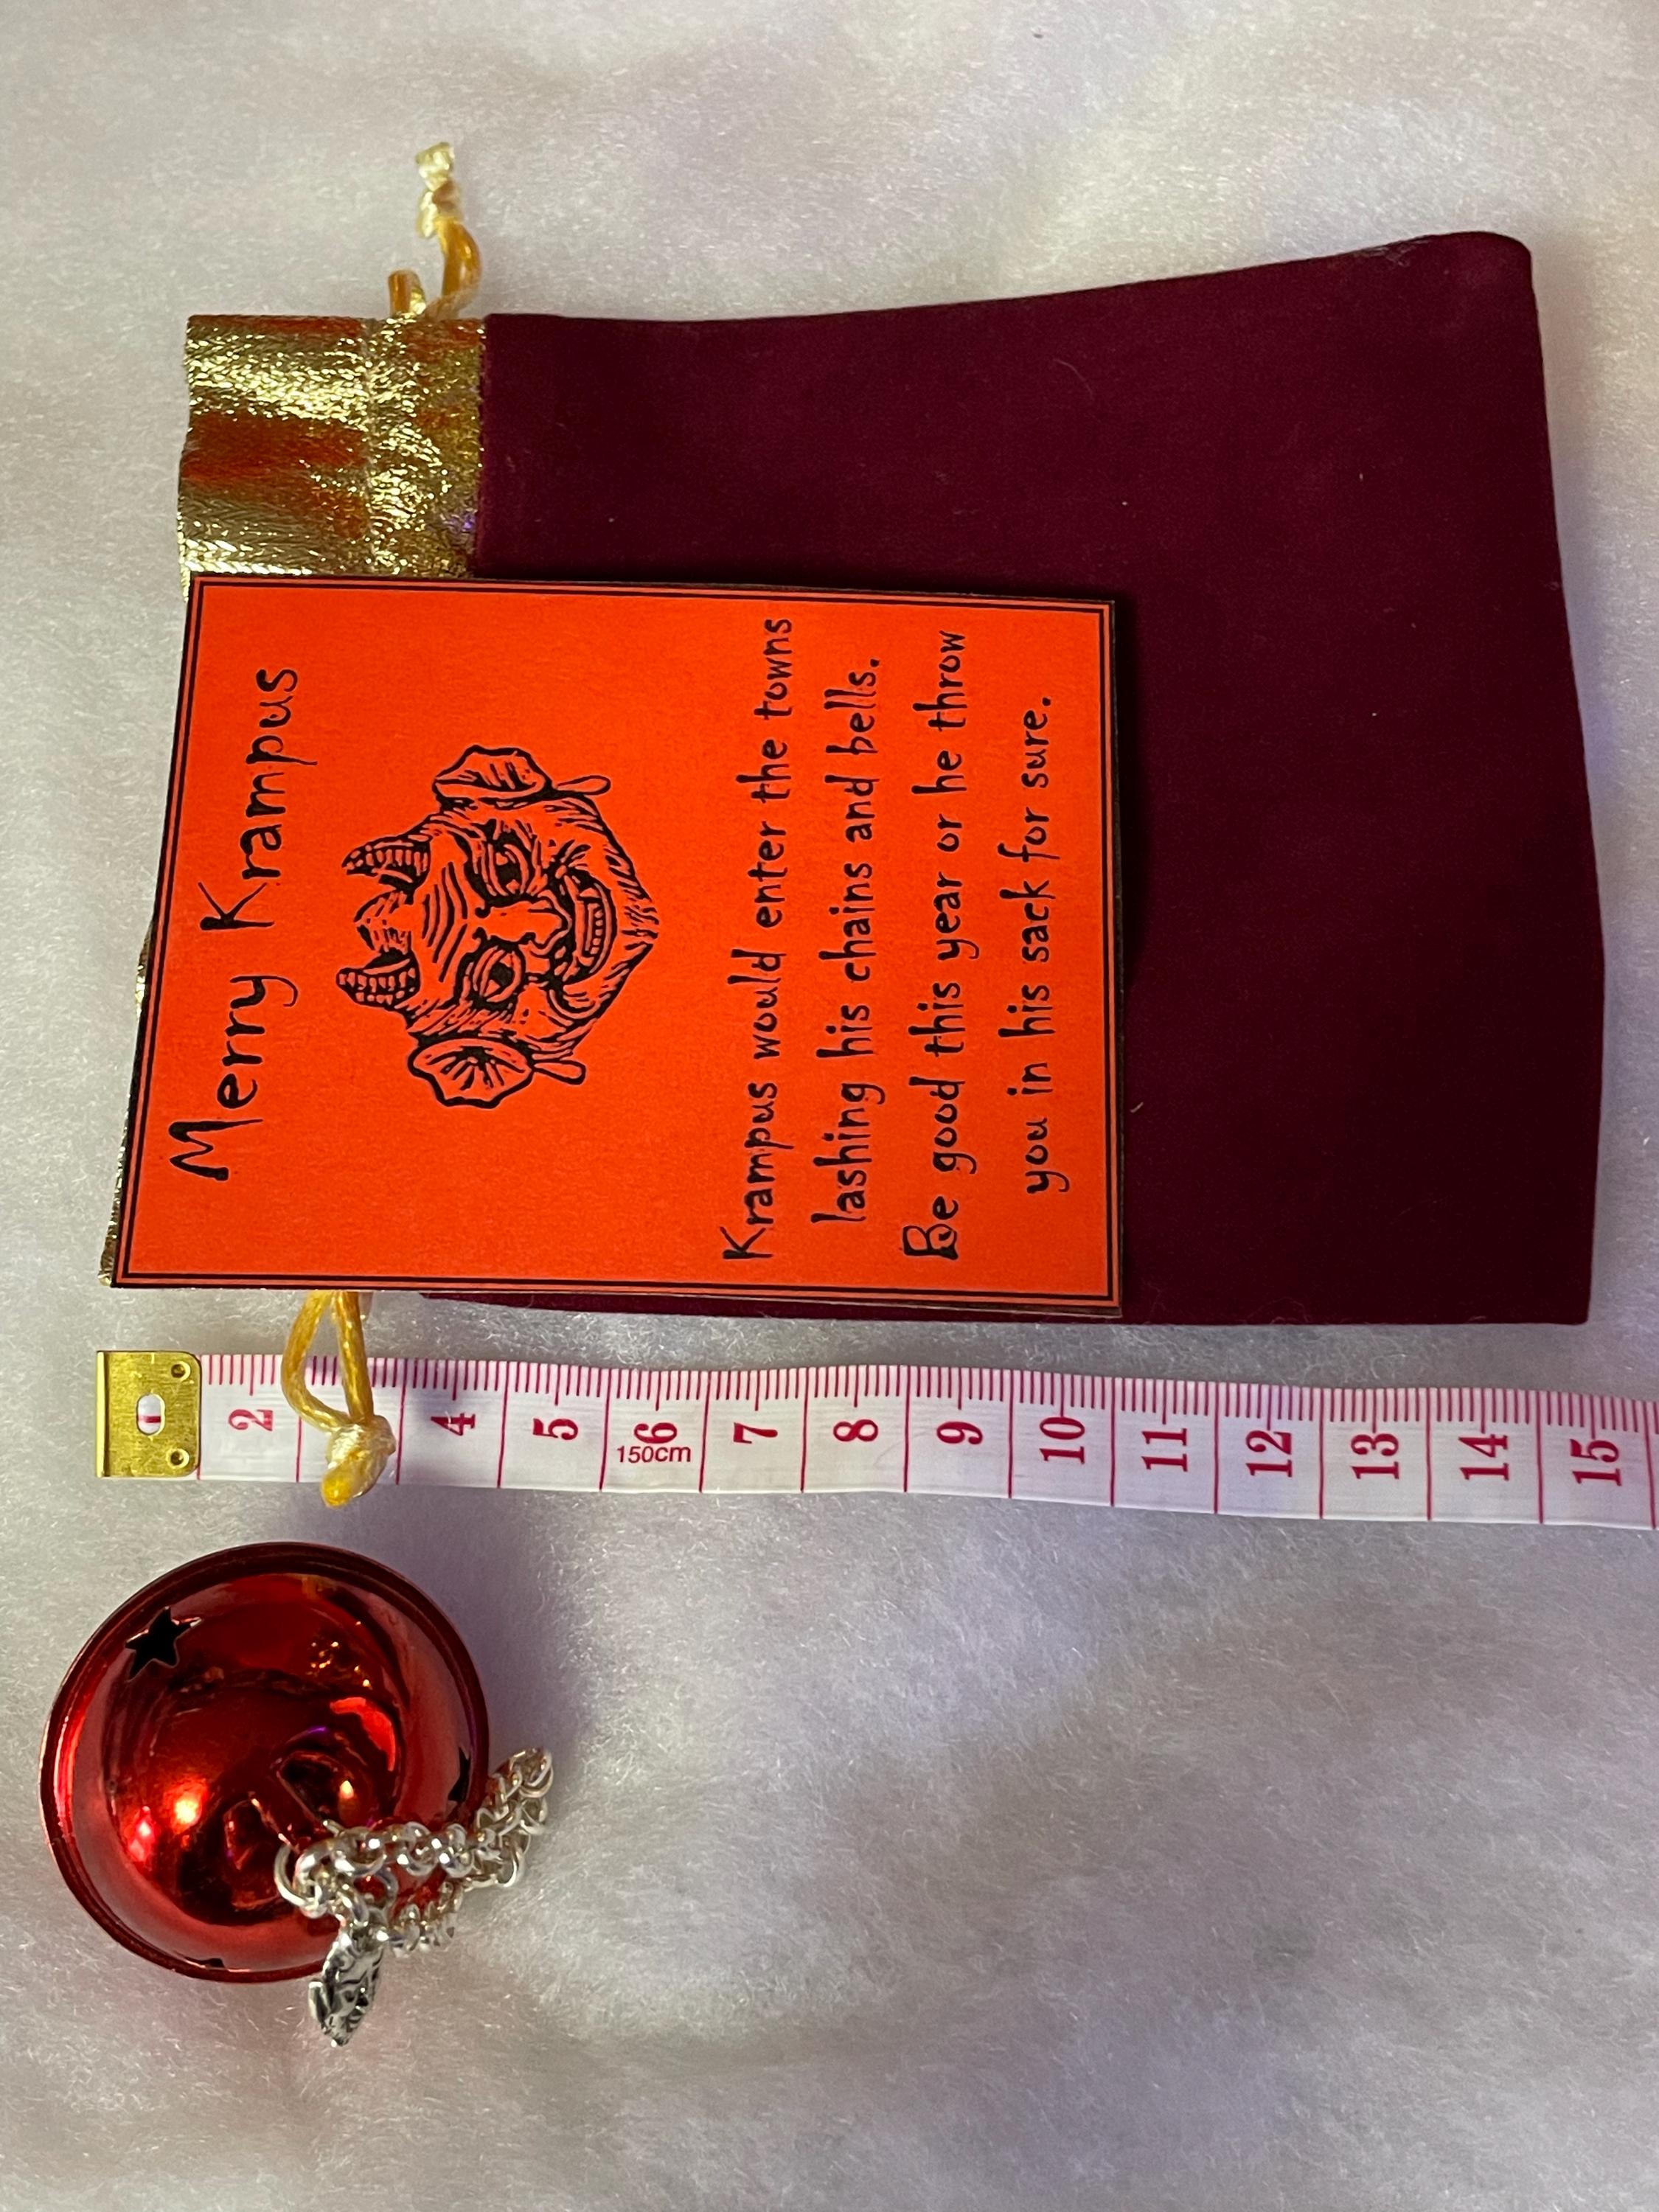 Merry Krampus
Krampus would enter the towns
lashing his chains and bells.
Be good this year or he throw
you in his sack for sure.
1 2 4 5 6 7 8 9 10 11 12 13 14 15
150cm